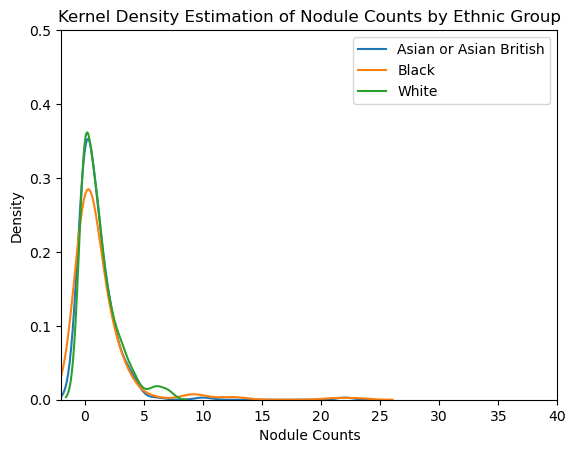 Kernel Density Estimation of Nodule Counts by Ethnic Group
Asian or Asian British
Black
White
Density
0.5
0.4
0.3
0.2
0.1
0.0
0 5 10 15 20 25 30 35 40
Nodule Counts